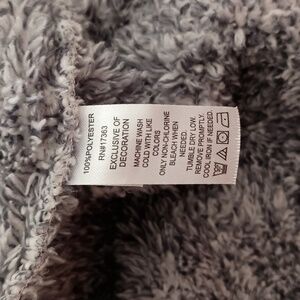 100%POLYESTER
RN#17363
EXCLUSIVE OF
DECORATION
MACHINE WASH
COLD WITH LIKE
COLORS
ONLY NON-CHLORINE
BLEACH WHEN
NEEDED.
TUMBLE DRY LOW.
REMOVE PROMPTLY.
COOL IRON IF NEEDED.